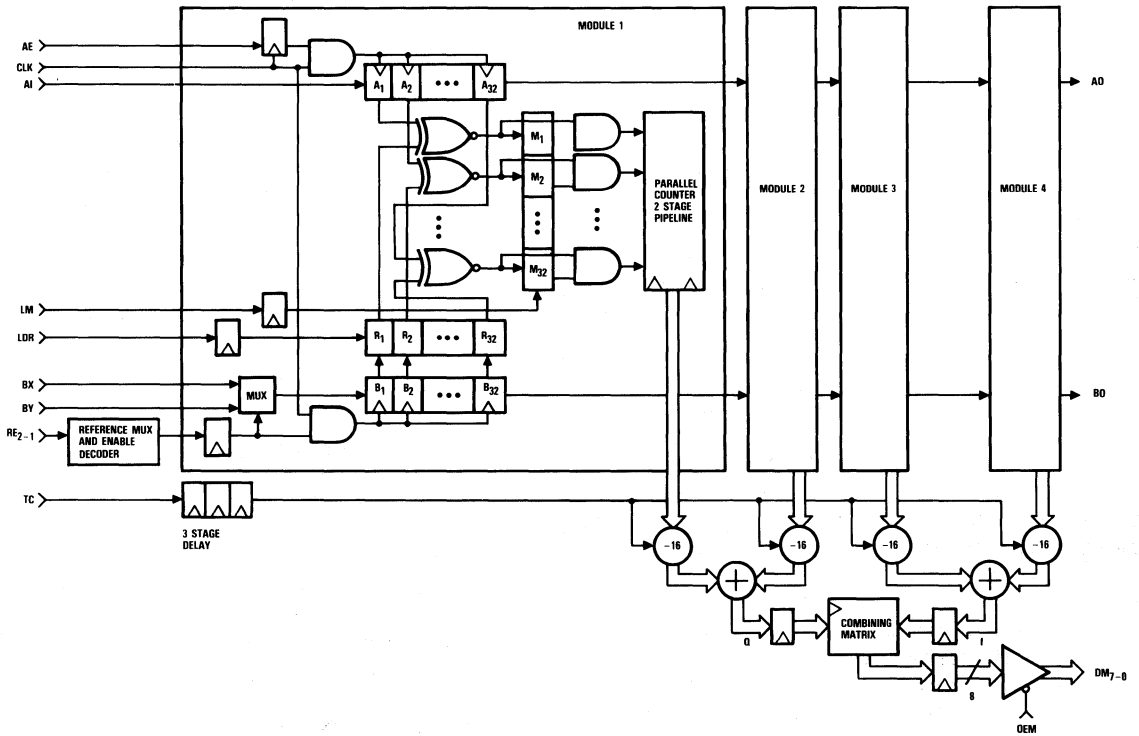 MODULE 1
AE
CLK
AI
A1 A2 ••• A32
AO
M1
M2
M32
PARALLEL
COUNTER
2 STAGE
PIPELINE
MODULE 2
MODULE 3
MODULE 4
LM
LDR
R1 R2 ••• R32
BX
BY
MUX
B1 B2 ••• B32
BO
RE2-1
REFERENCE MUX
AND ENABLE
DECODER
TC
3 STAGE
DELAY
-16
-16
-16
-16
+
+
Q
COMBINING
MATRIX
I
8
DM7-0
OEM